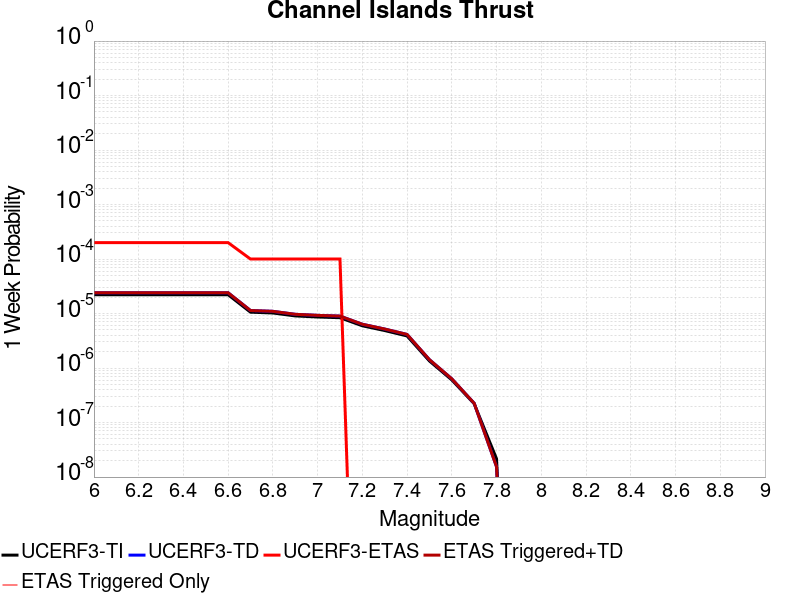 Channel Islands Thrust
1 Week Probability
10^0
10^-1
10^-2
10^-3
10^-4
10^-5
10^-6
10^-7
10^-8
6 6.2 6.4 6.6 6.8 7 7.2 7.4 7.6 7.8 8 8.2 8.4 8.6 8.8 9
Magnitude
UCERF3-TI UCERF3-TD UCERF3-ETAS ETAS Triggered+TD
ETAS Triggered Only